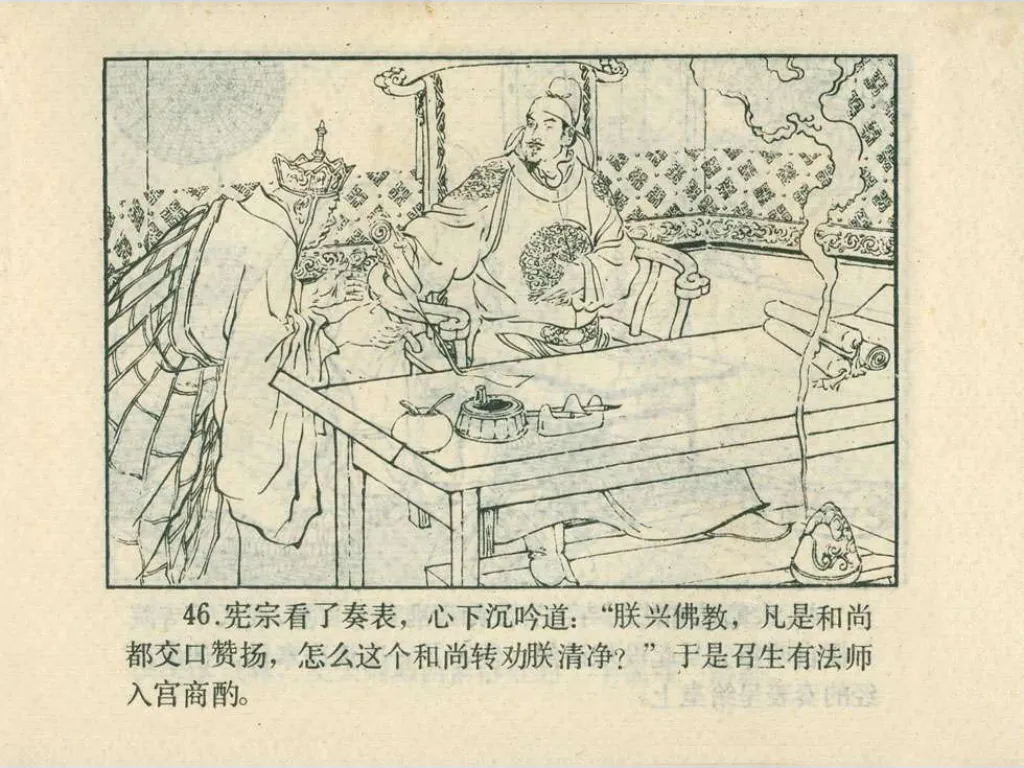 46.宪宗看了奏表，心下沉吟道：“朕兴佛教，凡是和尚
都交口赞扬，怎么这个和尚转劝朕清净？”于是召生有法师
入宫商酌。